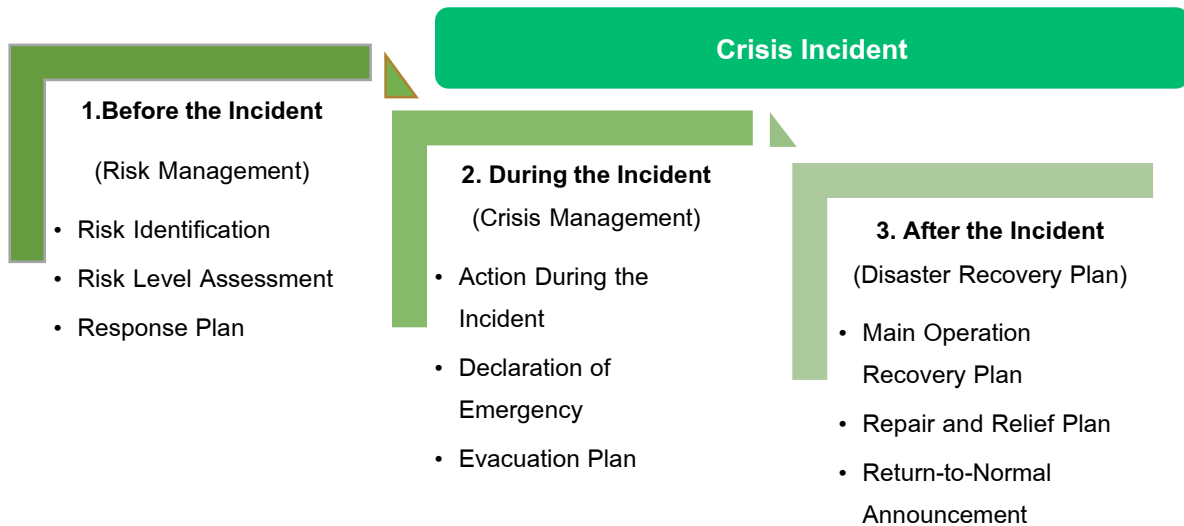 Crisis Incident
1.Before the Incident
(Risk Management)
• Risk Identification
• Risk Level Assessment
• Response Plan
2. During the Incident
(Crisis Management)
• Action During the
Incident
• Declaration of
Emergency
• Evacuation Plan
3. After the Incident
(Disaster Recovery Plan)
• Main Operation
Recovery Plan
• Repair and Relief Plan
• Return-to-Normal
Announcement